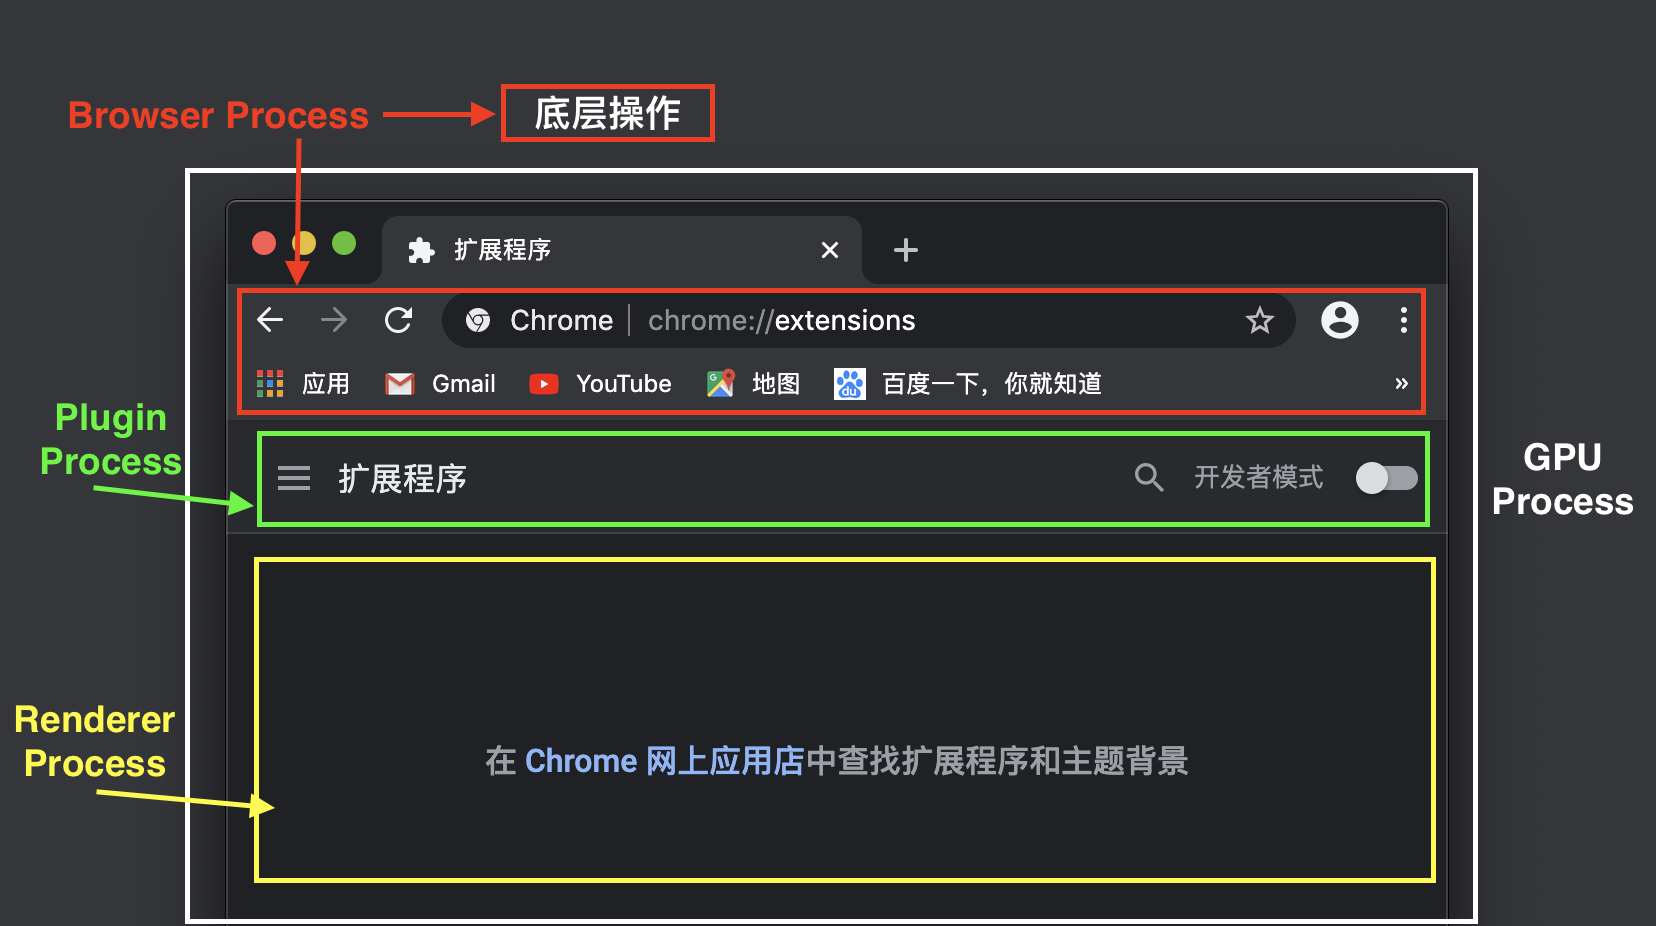 Browser Process
底层操作
扩展程序
Chrome
chrome://extensions
应用
Gmail
YouTube
G
地图
du
百度一下，你就知道
»
Plugin
Process
扩展程序
开发者模式
GPU
Process
Renderer
Process
在 Chrome 网上应用店中查找扩展程序和主题背景